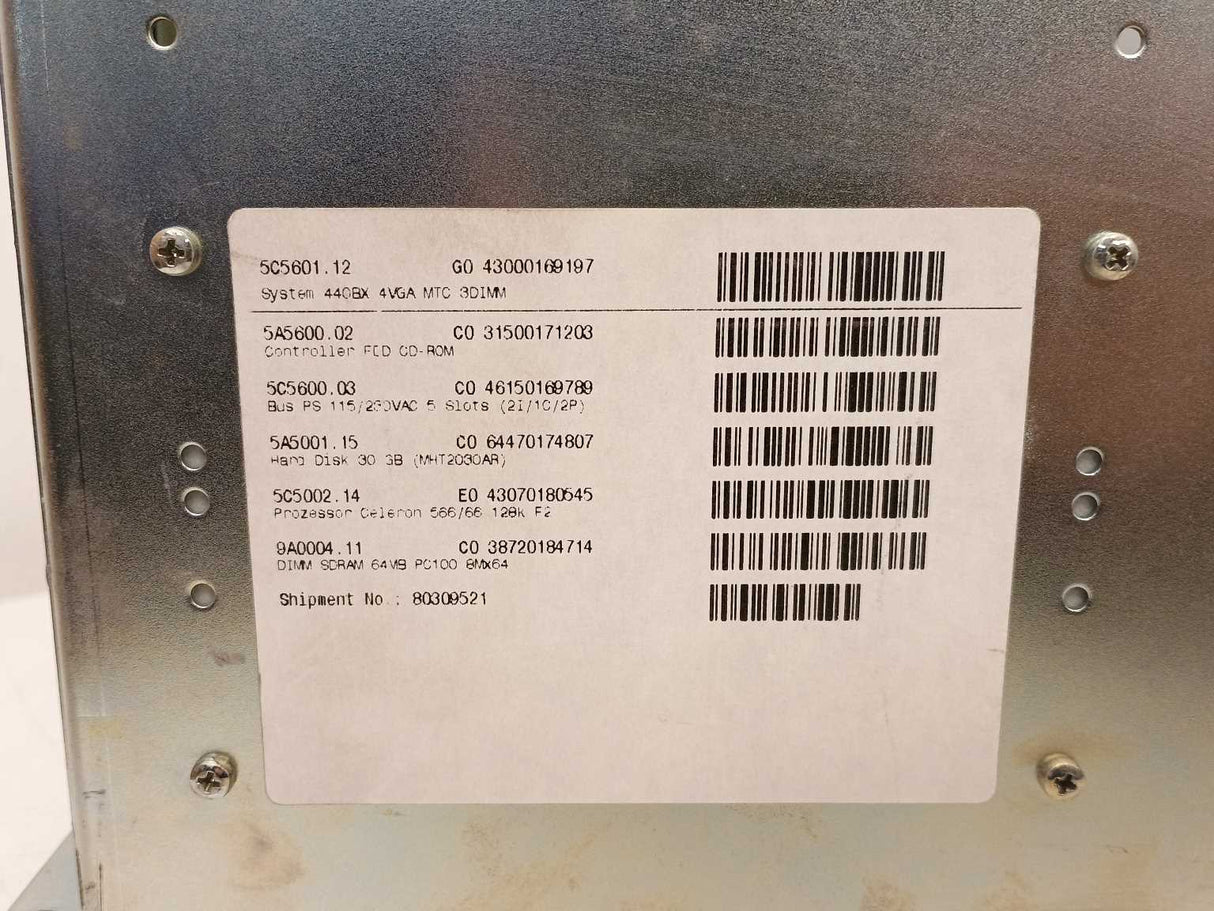 5C5601.12 G0 43000169197
System 440BX 4VGA MTC 3DIMM
5A5600.02 C0 31500171203
Controller FDD CD-ROM
5C5600.03 C0 46150169789
Bus PS 115/230VAC 5 Slots (2I/1C/2P)
5A5001.15 C0 64470174807
Hard Disk 30 GB (MHT2030AR)
5C5002.14 E0 43070180545
Prozessor Celeron 566/66 128k F2
9A0004.11 C0 38720184714
DIMM SDRAM 64MB PC100 8Mx64
Shipment No.: 80309521